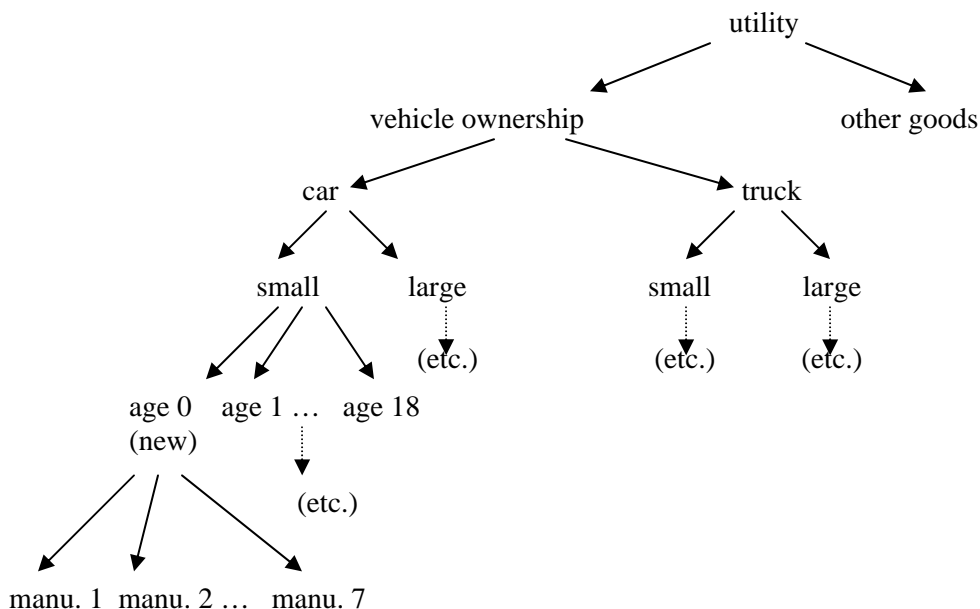 utility
vehicle ownership
other goods
car
truck
small
large
small
large
(etc.)
(etc.)
(etc.)
age 0
(new)
age 1 …
age 18
(etc.)
manu. 1
manu. 2 …
manu. 7